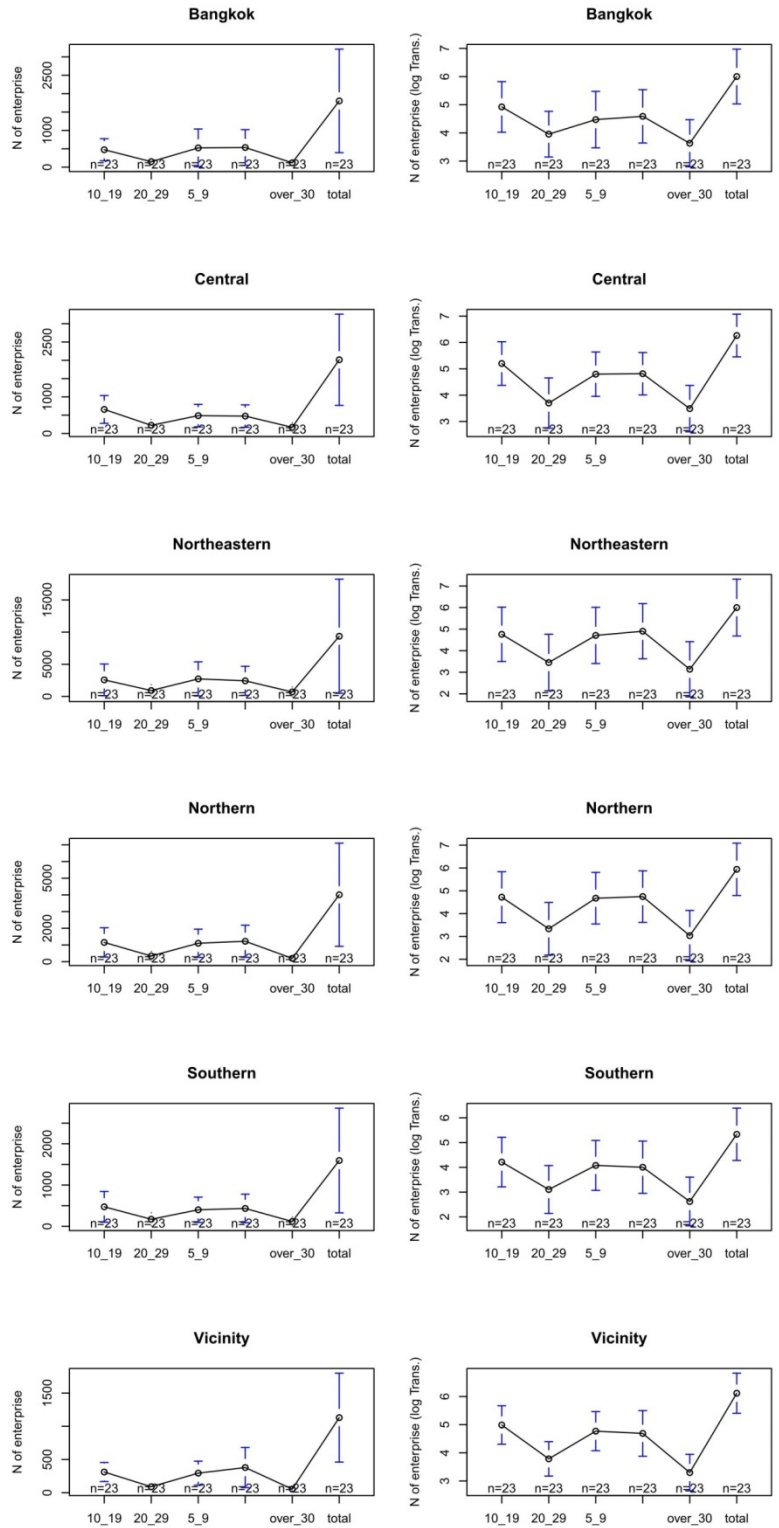 Bangkok
N of enterprise
2500
1000
0
n=23 n=23 n=23 n=23 n=23 n=23
10_19 20_29 5_9 over_30 total
Bangkok
N of enterprise (log Trans.)
7
6
5
4
3
n=23 n=23 n=23 n=23 n=23 n=23
10_19 20_29 5_9 over_30 total
Central
N of enterprise
2500
1000
0
n=23 n=23 n=23 n=23 n=23 n=23
10_19 20_29 5_9 over_30 total
Central
N of enterprise (log Trans.)
7
6
5
4
3
n=23 n=23 n=23 n=23 n=23 n=23
10_19 20_29 5_9 over_30 total
Northeastern
N of enterprise
15000
5000
0
n=23 n=23 n=23 n=23 n=23 n=23
10_19 20_29 5_9 over_30 total
Northeastern
N of enterprise (log Trans.)
7
6
5
4
3
2
n=23 n=23 n=23 n=23 n=23 n=23
10_19 20_29 5_9 over_30 total
Northern
N of enterprise
5000
2000
0
n=23 n=23 n=23 n=23 n=23 n=23
10_19 20_29 5_9 over_30 total
Northern
N of enterprise (log Trans.)
7
6
5
4
3
2
n=23 n=23 n=23 n=23 n=23 n=23
10_19 20_29 5_9 over_30 total
Southern
N of enterprise
2000
1000
0
n=23 n=23 n=23 n=23 n=23 n=23
10_19 20_29 5_9 over_30 total
Southern
N of enterprise (log Trans.)
6
5
4
3
2
n=23 n=23 n=23 n=23 n=23 n=23
10_19 20_29 5_9 over_30 total
Vicinity
N of enterprise
1500
500
0
n=23 n=23 n=23 n=23 n=23 n=23
10_19 20_29 5_9 over_30 total
Vicinity
N of enterprise (log Trans.)
6
5
4
3
n=23 n=23 n=23 n=23 n=23 n=23
10_19 20_29 5_9 over_30 total